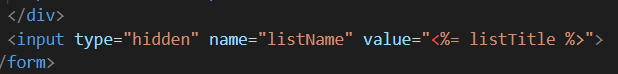 </div>
<input type="hidden" name="listName" value="<%= listTitle %>">
/form>